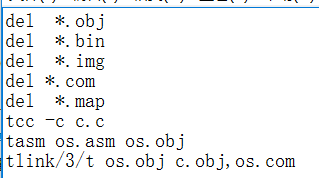 del  *.obj
del  *.bin
del  *.img
del *.com
del  *.map
tcc -c c.c
tasm os.asm os.obj
tlink/3/t os.obj c.obj,os.com